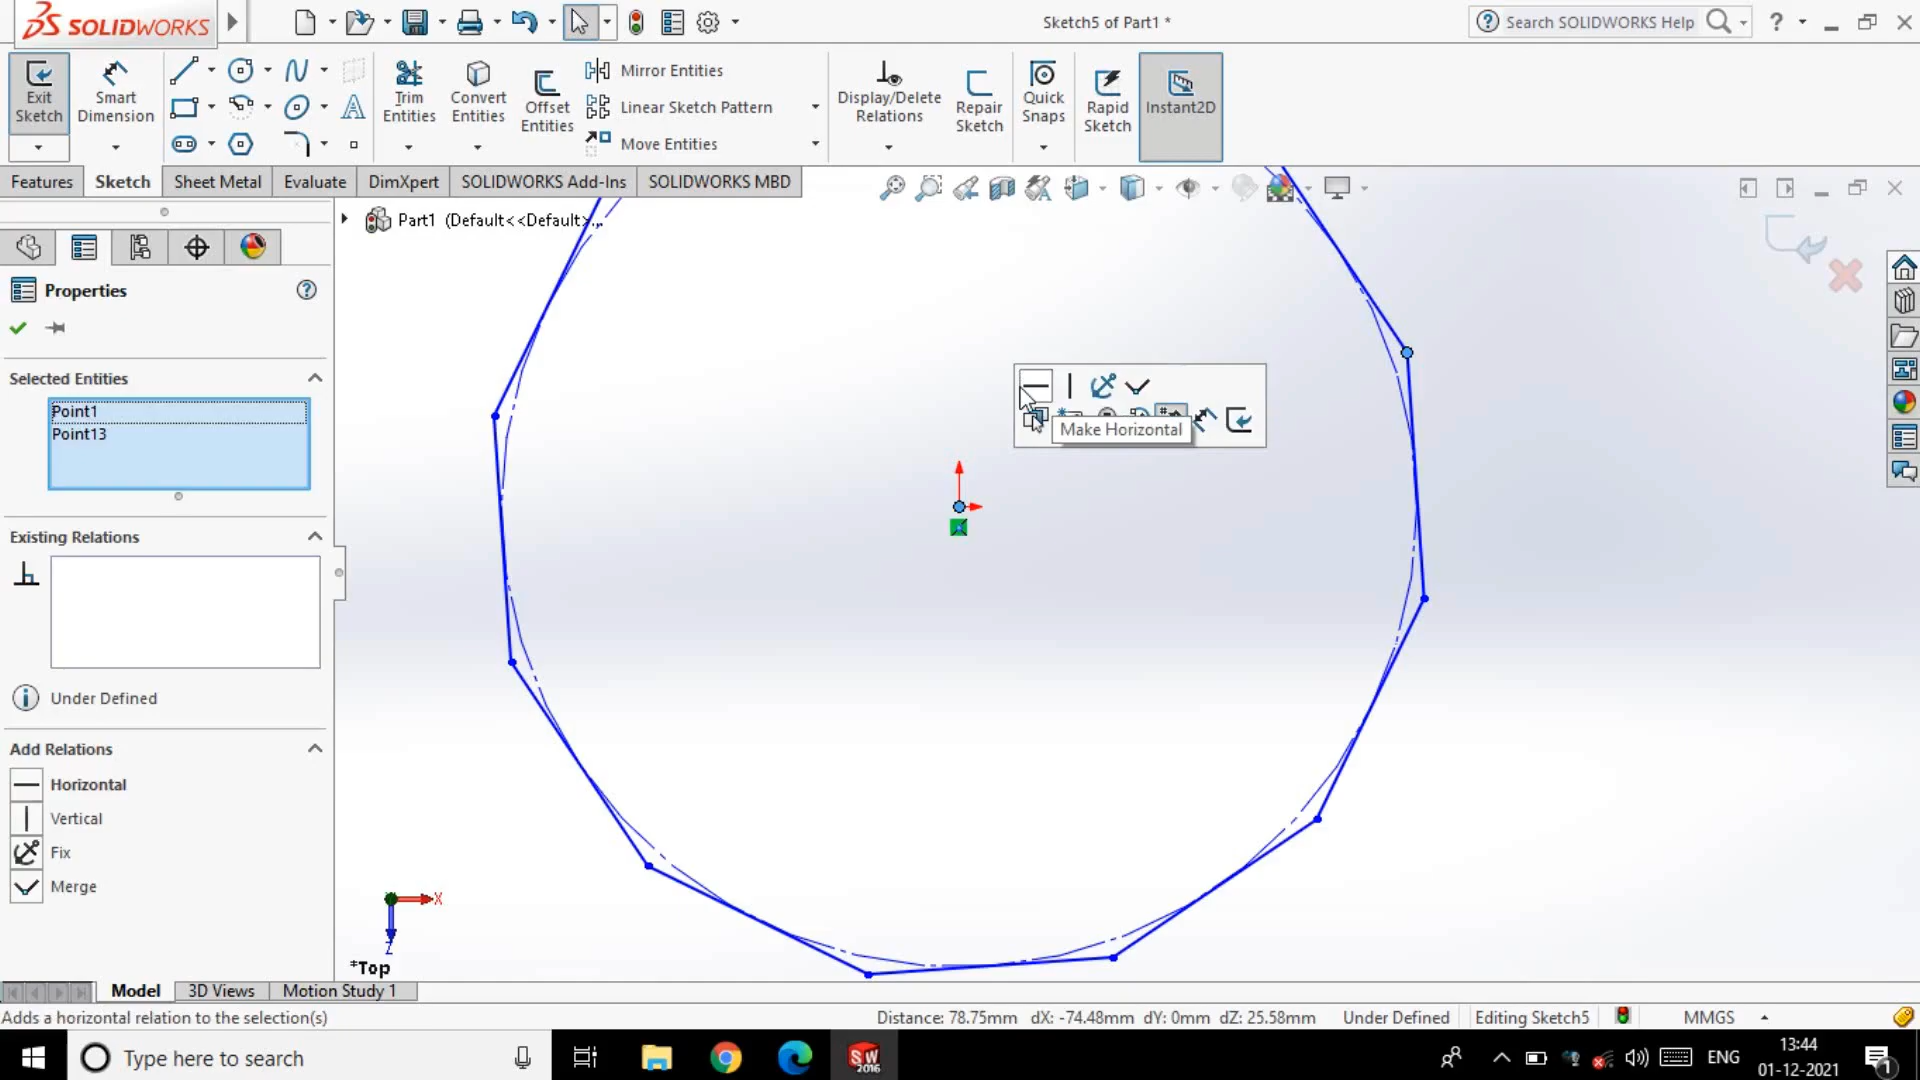 SOLIDWORKS
Sketch5 of Part1 *
Search SOLIDWORKS Help
?
Exit Sketch
Smart Dimension
Trim Entities
Convert Entities
Offset Entities
Mirror Entities
Linear Sketch Pattern
Move Entities
Display/Delete Relations
Repair Sketch
Quick Snaps
Rapid Sketch
Instant2D
Features
Sketch
Sheet Metal
Evaluate
DimXpert
SOLIDWORKS Add-Ins
SOLIDWORKS MBD
Part1 (Default<<Default>...
Properties
Selected Entities
Point1
Point13
Make Horizontal
Existing Relations
Under Defined
Add Relations
Horizontal
Vertical
Fix
Merge
X
Z
*Top
Model
3D Views
Motion Study 1
Adds a horizontal relation to the selection(s)
Distance: 78.75mm dX: -74.48mm dY: 0mm dZ: 25.58mm
Under Defined
Editing Sketch5
MMGS
Type here to search
SW
2016
ENG
13:44
01-12-2021
1